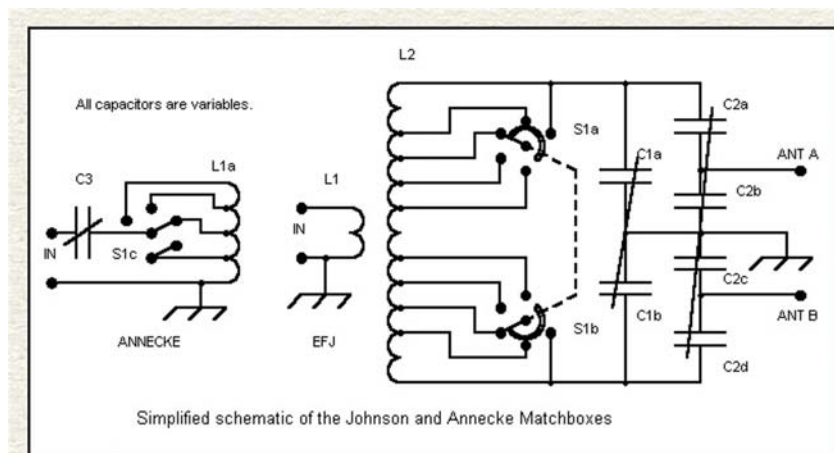 L2
All capacitors are variables.
C2a
S1a
C1a
L1a
ANT A
C3
L1
C2b
IN
IN
S1c
C2c
S1b
C1b
ANT B
ANNECKE
EFJ
C2d
Simplified schematic of the Johnson and Annecke Matchboxes